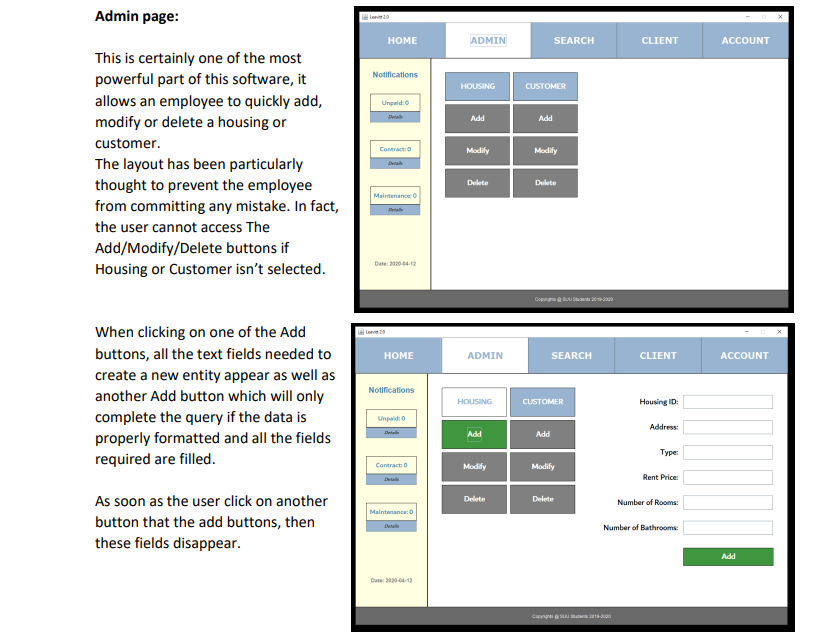 Admin page:
This is certainly one of the most
powerful part of this software, it
allows an employee to quickly add,
modify or delete a housing or
customer.
The layout has been particularly
thought to prevent the employee
from committing any mistake. In fact,
the user cannot access The
Add/Modify/Delete buttons if
Housing or Customer isn't selected.
Leavitt 2.0
HOME ADMIN SEARCH CLIENT ACCOUNT
Notifications
Unpaid: 0
Details
Contract: 0
Details
Maintenance: 0
Details
Date: 2020-04-12
HOUSING CUSTOMER
Add Add
Modify Modify
Delete Delete
Copyrights @ SUU Students 2019-2020
When clicking on one of the Add
buttons, all the text fields needed to
create a new entity appear as well as
another Add button which will only
complete the query if the data is
properly formatted and all the fields
required are filled.
As soon as the user click on another
button that the add buttons, then
these fields disappear.
Leavitt 2.0
HOME ADMIN SEARCH CLIENT ACCOUNT
Notifications
Unpaid: 0
Details
Contract: 0
Details
Maintenance: 0
Details
Date: 2020-04-12
HOUSING CUSTOMER
Add Add
Modify Modify
Delete Delete
Housing ID:
Address:
Type:
Rent Price:
Number of Rooms:
Number of Bathrooms:
Add
Copyrights @ SUU Students 2019-2020